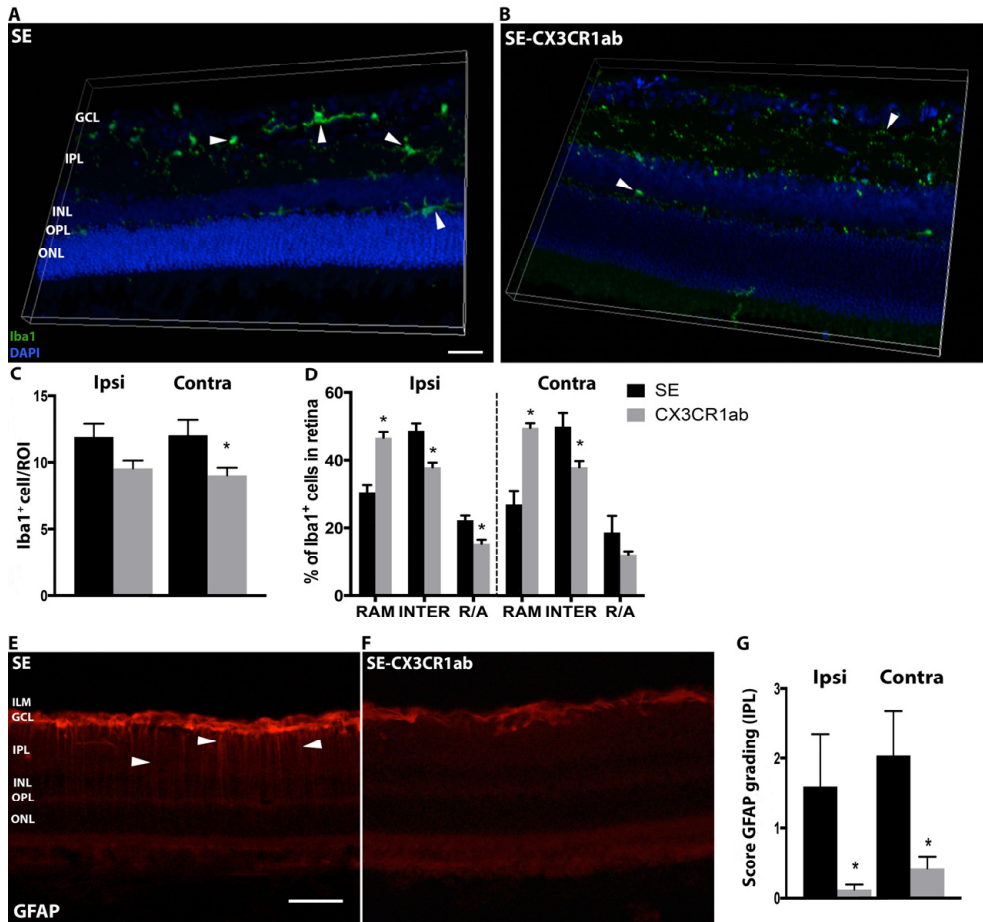 A
SE
GCL
IPL
INL
OPL
ONL
Iba1
DAPI
B
SE-CX3CR1ab
C
Ipsi Contra
Iba1+ cell/ROI
15
10
5
0
*
D
Ipsi Contra
% of Iba1+ cells in retina
60
40
20
0
* * * * *
RAM INTER R/A RAM INTER R/A
SE
CX3CR1ab
E
SE
ILM
GCL
IPL
INL
OPL
ONL
GFAP
F
SE-CX3CR1ab
G
Ipsi Contra
Score GFAP grading (IPL)
3
2
1
0
* *